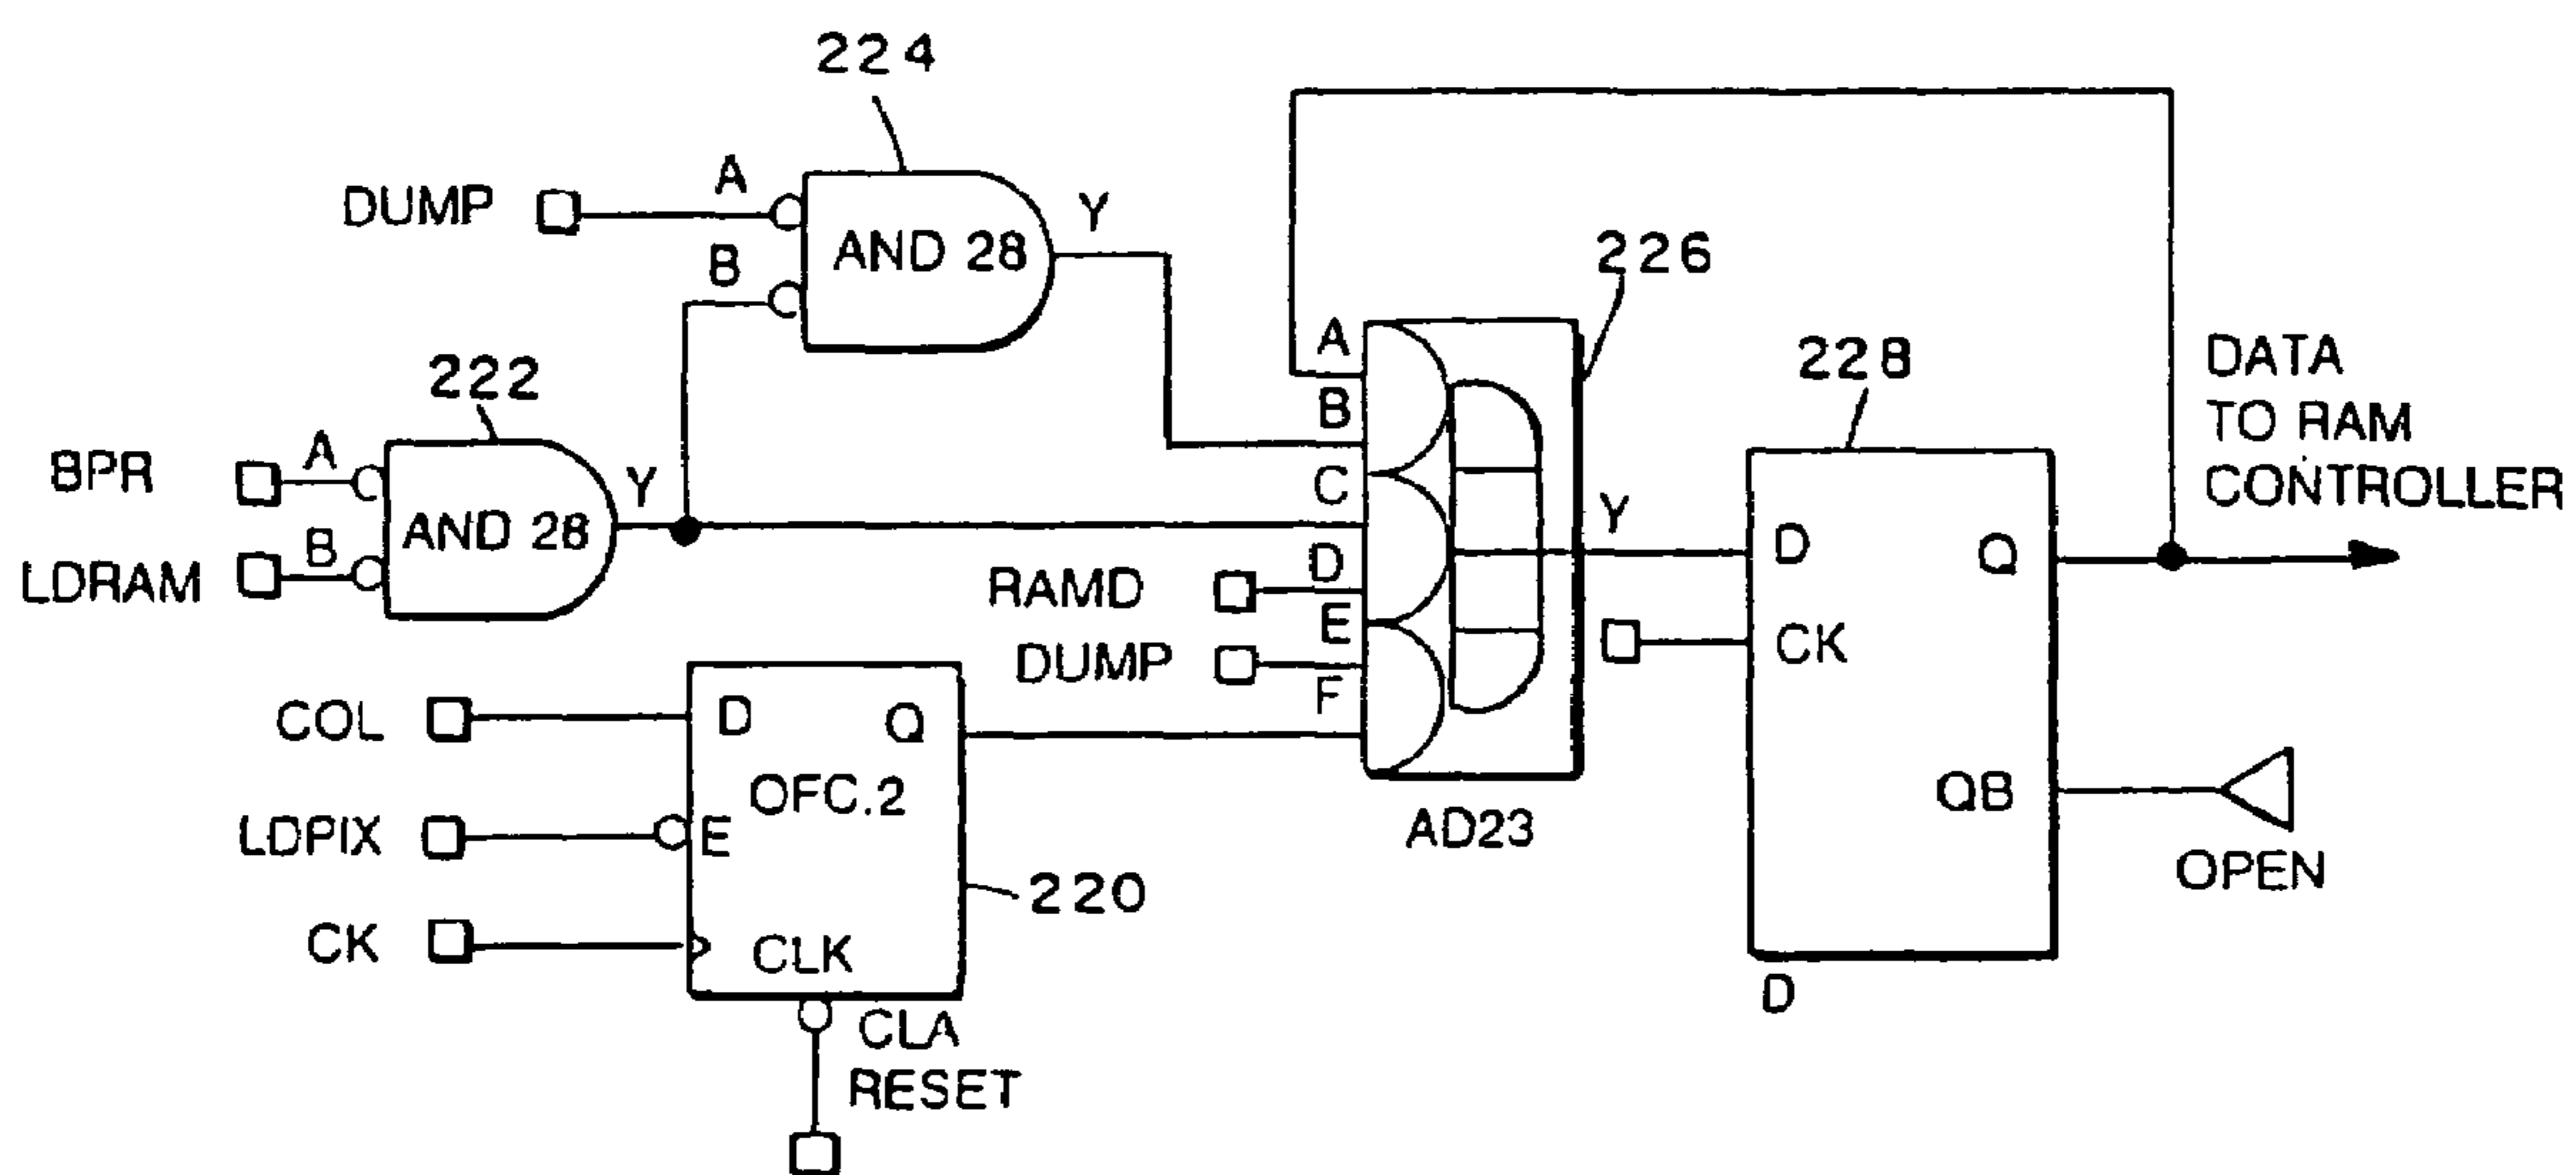 224
DUMP
A
B
AND 28
Y
222
BPR
A
LDRAM
B
AND 28
Y
226
A
B
C
D
E
F
RAMD
DUMP
AD23
Y
COL
LDPIX
CK
D
Q
OFC.2
E
CLK
220
CLA
RESET
228
D
Q
CK
QB
D
DATA
TO RAM
CONTROLLER
OPEN